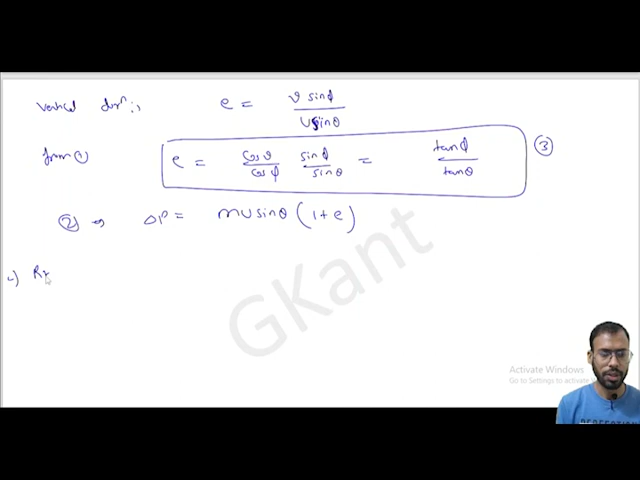 vertical dirⁿ :, e = v sinϕ / u sinθ
from ① e = cosθ/cosϕ sinϕ/sinθ = tanϕ/tanθ ③
② ⇒ ΔP = mu sinθ (1+e)
GKant
Activate Windows
Go to Settings to activate